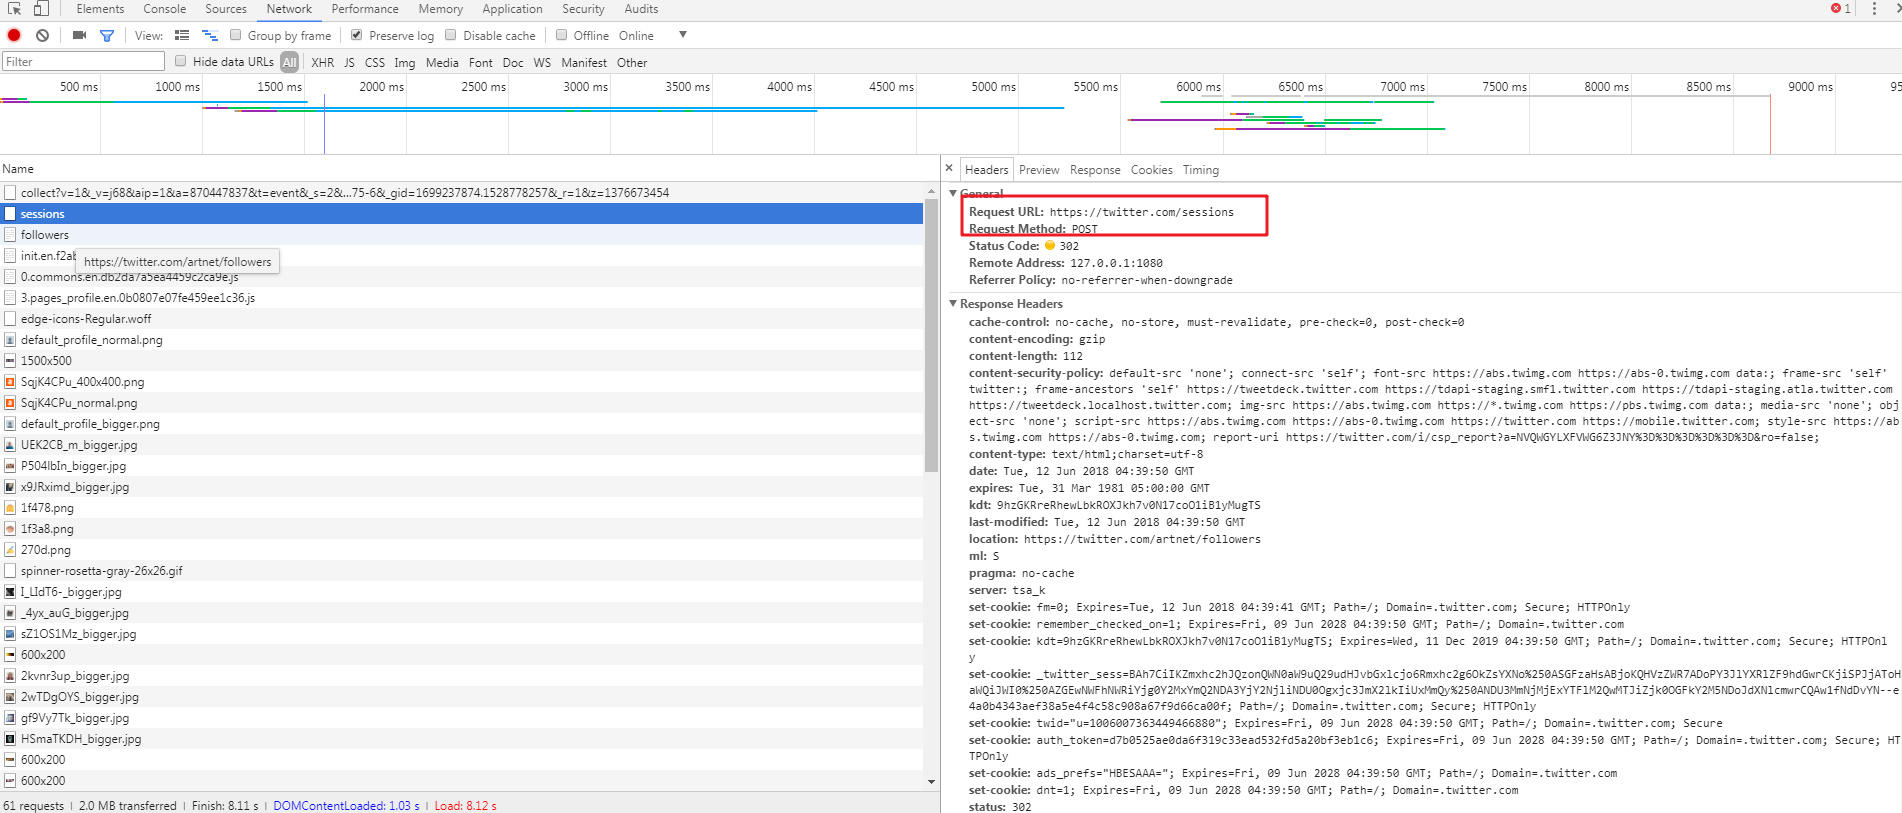 Elements Console Sources Network Performance Memory Application Security Audits 1
View: Group by frame Preserve log Disable cache Offline Online
Filter Hide data URLs All XHR JS CSS Img Media Font Doc WS Manifest Other
500 ms 1000 ms 1500 ms 2000 ms 2500 ms 3000 ms 3500 ms 4000 ms 4500 ms 5000 ms 5500 ms 6000 ms 6500 ms 7000 ms 7500 ms 8000 ms 8500 ms 9000 ms 95
Name
collect?v=1&_v=j68&aip=1&a=870447837&t=event&_s=2&...75-6&_gid=1699237874.1528778257&_r=1&z=1376673454
sessions
followers
init.en.f2ab
https://twitter.com/artnet/followers
0.commons.en.db2da7a5ea4459c2ca9e.js
3.pages_profile.en.0b0807e07fe459ee1c36.js
edge-icons-Regular.woff
default_profile_normal.png
1500x500
SqjK4CPu_400x400.png
SqjK4CPu_normal.png
default_profile_bigger.png
UEK2CB_m_bigger.jpg
P504lbIn_bigger.jpg
x9JRximd_bigger.jpg
1f478.png
1f3a8.png
270d.png
spinner-rosetta-gray-26x26.gif
I_LIdT6-_bigger.jpg
_4yx_auG_bigger.jpg
sZ1OS1Mz_bigger.jpg
600x200
2kvnr3up_bigger.jpg
2wTDgOYS_bigger.jpg
gf9Vy7Tk_bigger.jpg
HSmaTKDH_bigger.jpg
600x200
600x200
61 requests | 2.0 MB transferred | Finish: 8.11 s | DOMContentLoaded: 1.03 s | Load: 8.12 s
× Headers Preview Response Cookies Timing
General
Request URL: https://twitter.com/sessions
Request Method: POST
Status Code: 302
Remote Address: 127.0.0.1:1080
Referrer Policy: no-referrer-when-downgrade
Response Headers
cache-control: no-cache, no-store, must-revalidate, pre-check=0, post-check=0
content-encoding: gzip
content-length: 112
content-security-policy: default-src 'none'; connect-src 'self'; font-src https://abs.twimg.com https://abs-0.twimg.com data:; frame-src 'self'
twitter:; frame-ancestors 'self' https://tweetdeck.twitter.com https://tdapi-staging.smf1.twitter.com https://tdapi-staging.atla.twitter.com
https://tweetdeck.localhost.twitter.com; img-src https://abs.twimg.com https://*.twimg.com https://pbs.twimg.com data:; media-src 'none'; obj
ect-src 'none'; script-src https://abs.twimg.com https://abs-0.twimg.com https://twitter.com https://mobile.twitter.com; style-src https://ab
s.twimg.com https://abs-0.twimg.com; report-uri https://twitter.com/i/csp_report?a=NVQWGYLXFVWG6Z3JNY%3D%3D%3D%3D%3D%3D&ro=false;
content-type: text/html;charset=utf-8
date: Tue, 12 Jun 2018 04:39:50 GMT
expires: Tue, 31 Mar 1981 05:00:00 GMT
kdt: 9hzGKRreRhewLbkROXJkh7v0N17coO1iB1yMugTS
last-modified: Tue, 12 Jun 2018 04:39:50 GMT
location: https://twitter.com/artnet/followers
ml: S
pragma: no-cache
server: tsa_k
set-cookie: fm=0; Expires=Tue, 12 Jun 2018 04:39:41 GMT; Path=/; Domain=.twitter.com; Secure; HTTPOnly
set-cookie: remember_checked_on=1; Expires=Fri, 09 Jun 2028 04:39:50 GMT; Path=/; Domain=.twitter.com
set-cookie: kdt=9hzGKRreRhewLbkROXJkh7v0N17coO1iB1yMugTS; Expires=Wed, 11 Dec 2019 04:39:50 GMT; Path=/; Domain=.twitter.com; Secure; HTTPOnl
y
set-cookie: _twitter_sess=BAh7CiIKZmxhc2hJQzonQWN0aW9uQ29udHJvbGxlcjo6Rmxhc2g6OkZsYXNo%250ASGFzaHsABjoKQHVzZWR7ADoPY3JlYXRlZF9hdGwrCKjiSPJjAToH
aWQiJWI0%250AZGEwNWFhNWRiYjg0Y2MxYmQ2NDA3YjY2NjliNDU0Ogxjc3JmX2lkIiUxMmQy%250ANDU3MmNjMjExYTFlM2QwMTJiZjk0OGFkY2M5NDoJdXNlcmwrCQAw1fNdDvYN--e
4a0b4343aef38a5e4f4c58c908a67f9d66ca00f; Path=/; Domain=.twitter.com; Secure; HTTPOnly
set-cookie: twid="u=1006007363449466880"; Expires=Fri, 09 Jun 2028 04:39:50 GMT; Path=/; Domain=.twitter.com; Secure
set-cookie: auth_token=d7b0525ae0da6f319c33ead532fd5a20bf3eb1c6; Expires=Fri, 09 Jun 2028 04:39:50 GMT; Path=/; Domain=.twitter.com; Secure; HT
TPOnly
set-cookie: ads_prefs="HBESAAA="; Expires=Fri, 09 Jun 2028 04:39:50 GMT; Path=/; Domain=.twitter.com
set-cookie: dnt=1; Expires=Fri, 09 Jun 2028 04:39:50 GMT; Path=/; Domain=.twitter.com
status: 302